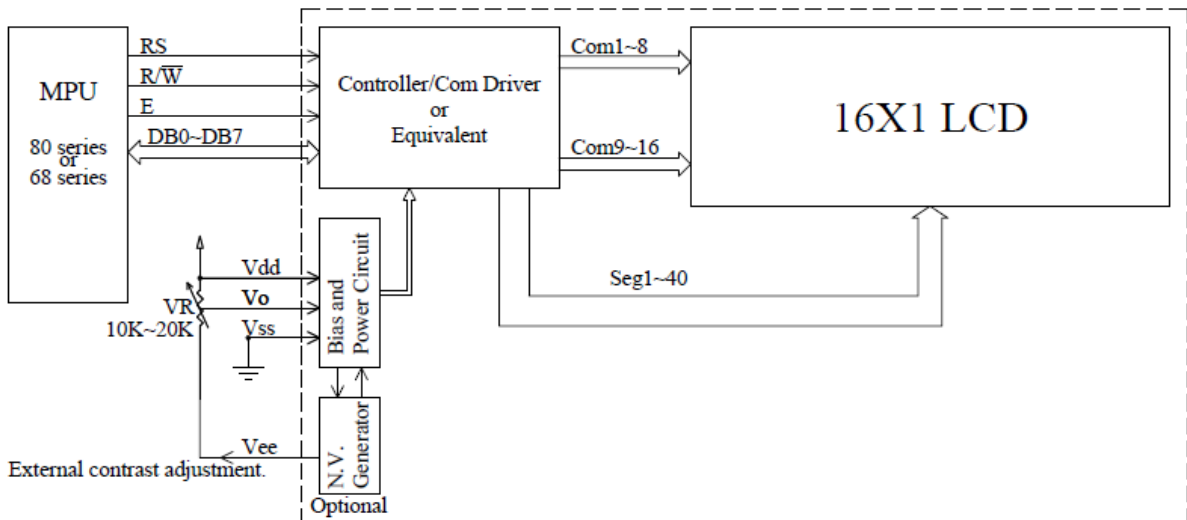 MPU
80 series
or
68 series
RS
R/W̅
E
DB0~DB7
Controller/Com Driver
or
Equivalent
Com1~8
Com9~16
16X1 LCD
Seg1~40
Vdd
Vo
Vss
VR
10K~20K
Bias and
Power Circuit
N.V.
Generator
Vee
External contrast adjustment.
Optional